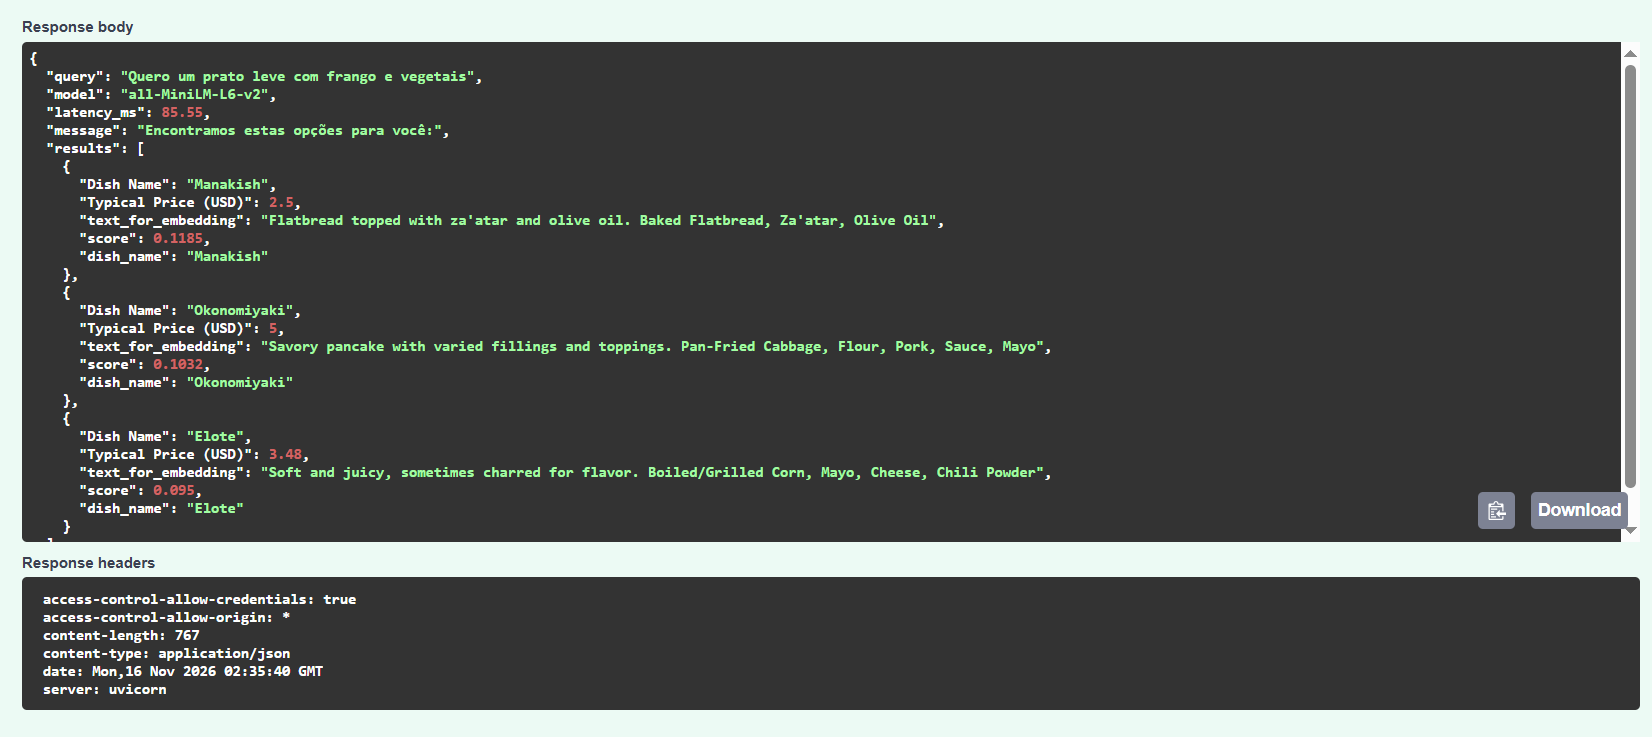 Response body
{
  "query": "Quero um prato leve com frango e vegetais",
  "model": "all-MiniLM-L6-v2",
  "latency_ms": 85.55,
  "message": "Encontramos estas opções para você:",
  "results": [
    {
      "Dish Name": "Manakish",
      "Typical Price (USD)": 2.5,
      "text_for_embedding": "Flatbread topped with za'atar and olive oil. Baked Flatbread, Za'atar, Olive Oil",
      "score": 0.1185,
      "dish_name": "Manakish"
    },
    {
      "Dish Name": "Okonomiyaki",
      "Typical Price (USD)": 5,
      "text_for_embedding": "Savory pancake with varied fillings and toppings. Pan-Fried Cabbage, Flour, Pork, Sauce, Mayo",
      "score": 0.1032,
      "dish_name": "Okonomiyaki"
    },
    {
      "Dish Name": "Elote",
      "Typical Price (USD)": 3.48,
      "text_for_embedding": "Soft and juicy, sometimes charred for flavor. Boiled/Grilled Corn, Mayo, Cheese, Chili Powder",
      "score": 0.095,
      "dish_name": "Elote"
    }
Download
Response headers
access-control-allow-credentials: true
access-control-allow-origin: *
content-length: 767
content-type: application/json
date: Mon,16 Nov 2026 02:35:40 GMT
server: uvicorn